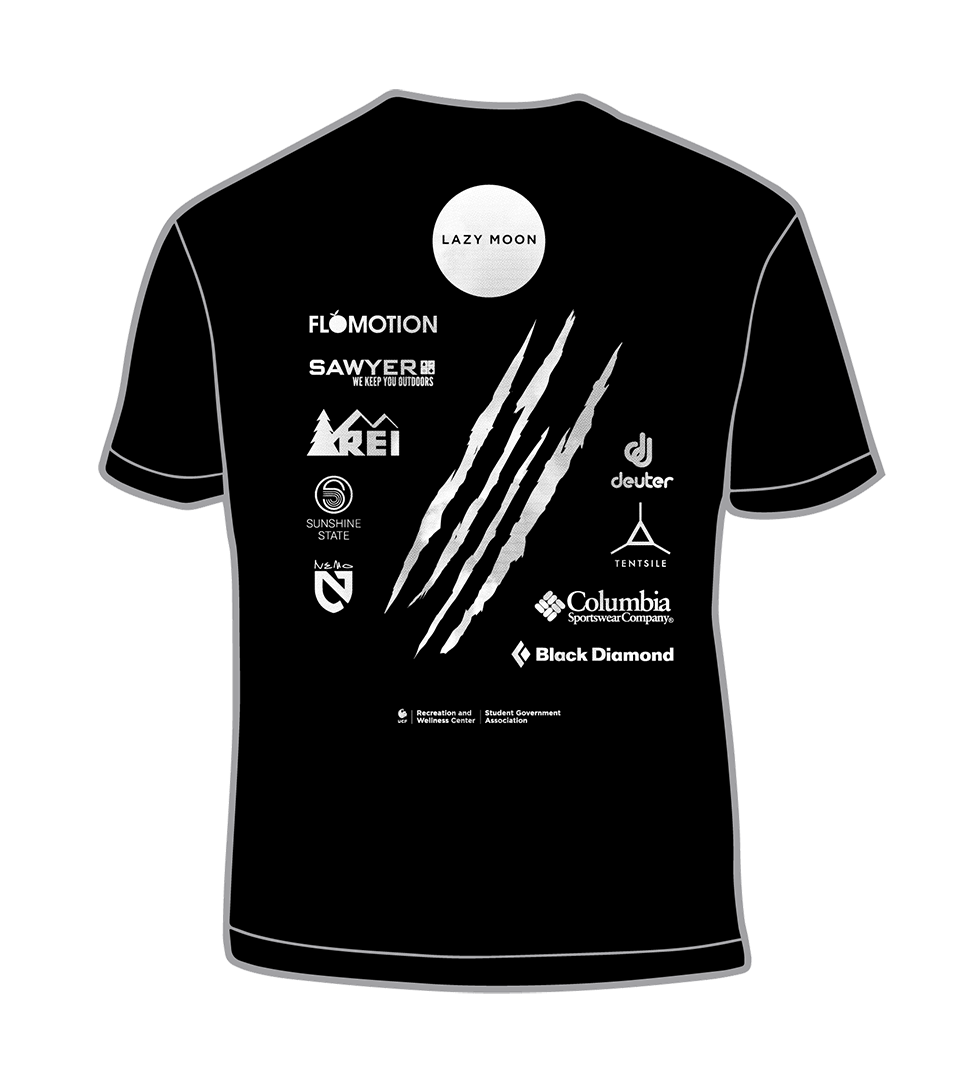 LAZY MOON
FLOMOTION
SAWYER
WE KEEP YOU OUTDOORS
REI
SUNSHINE
STATE
NEMO
deuter
TENTSILE
Columbia
Sportswear Company®
Black Diamond
UCF
Recreation and
Wellness Center
Student Government
Association